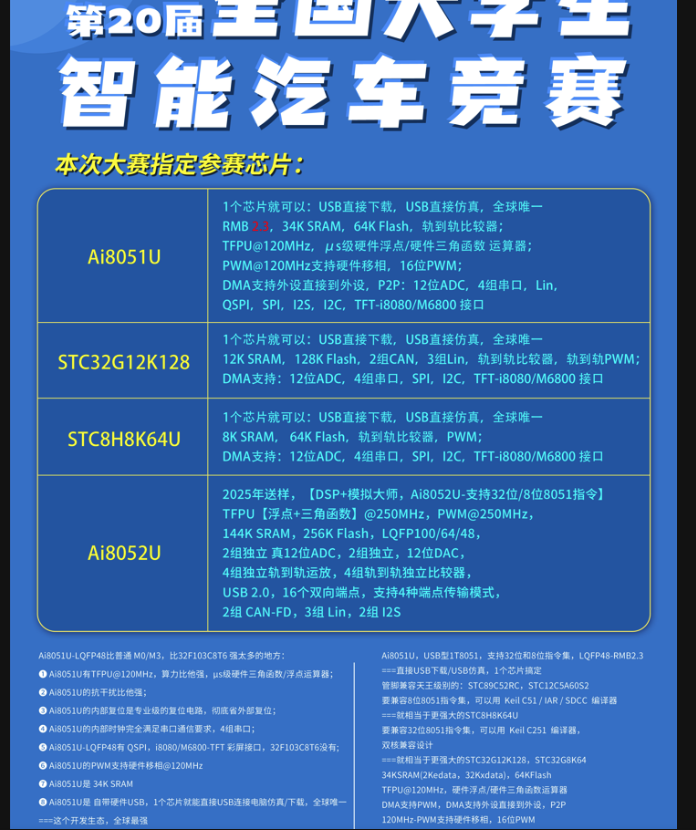 第20届全国大学生
智能汽车竞赛
本次大赛指定参赛芯片:
Ai8051U
1个芯片就可以: USB直接下载, USB直接仿真, 全球唯一
RMB 2.3, 34K SRAM, 64K Flash, 轨到轨比较器;
TFPU@120MHz, μs级硬件浮点/硬件三角函数 运算器;
PWM@120MHz支持硬件移相, 16位PWM;
DMA支持外设直接到外设, P2P: 12位ADC, 4组串口, Lin,
QSPI, SPI, I2S, I2C, TFT-i8080/M6800 接口
STC32G12K128
1个芯片就可以: USB直接下载, USB直接仿真, 全球唯一
12K SRAM, 128K Flash, 2组CAN, 3组Lin, 轨到轨比较器, 轨到轨PWM;
DMA支持: 12位ADC, 4组串口, SPI, I2C, TFT-i8080/M6800 接口
STC8H8K64U
1个芯片就可以: USB直接下载, USB直接仿真, 全球唯一
8K SRAM, 64K Flash, 轨到轨比较器, PWM;
DMA支持: 12位ADC, 4组串口, SPI, I2C, TFT-i8080/M6800 接口
Ai8052U
2025年送样, 【DSP+模拟大师, Ai8052U-支持32位/8位8051指令】
TFPU【浮点+三角函数】@250MHz, PWM@250MHz,
144K SRAM, 256K Flash, LQFP100/64/48,
2组独立 真12位ADC, 2组独立, 12位DAC,
4组独立轨到轨运放, 4组轨到轨独立比较器,
USB 2.0, 16个双向端点, 支持4种端点传输模式,
2组 CAN-FD, 3组 Lin, 2组 I2S
Ai8051U-LQFP48比普通 M0/M3, 比32F103C8T6 强太多的地方:
❶ Ai8051U有TFPU@120MHz, 算力比他强, μs级硬件三角函数/浮点运算器;
❷ Ai8051U的抗干扰比他强;
❸ Ai8051U的内部复位是专业级的复位电路, 彻底省外部复位;
❹ Ai8051U的内部时钟完全满足串口通信要求, 4组串口;
❺ Ai8051U-LQFP48有 QSPI, i8080/M6800-TFT 彩屏接口, 32F103C8T6没有;
❻ Ai8051U的PWM支持硬件移相@120MHz
❼ Ai8051U是 34K SRAM
❽ Ai8051U是 自带硬件USB, 1个芯片就能直接USB连接电脑仿真/下载, 全球唯一
===这个开发生态, 全球最强
Ai8051U, USB型1T8051, 支持32位和8位指令集, LQFP48-RMB2.3
===直接USB下载/USB仿真, 1个芯片搞定
管脚兼容天王级别的: STC89C52RC, STC12C5A60S2
要兼容8位8051指令集, 可以用 Keil C51 / IAR / SDCC 编译器
===就相当于更强大的STC8H8K64U
要兼容32位8051指令集, 可以用 Keil C251 编译器,
双核兼容设计
===就相当于更强大的STC32G12K128, STC32G8K64
34KSRAM(2Kedata, 32Kxdata), 64KFlash
TFPU@120MHz, 硬件浮点/硬件三角函数运算器
DMA支持PWM, DMA支持外设直接到外设, P2P
120MHz-PWM支持硬件移相, 16位PWM